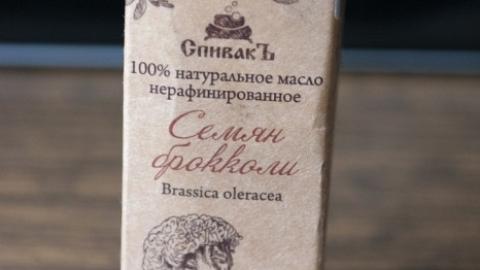 СпивакЪ
100% натуральное масло
нерафинированное
Семян
брокколи
Brassica oleracea